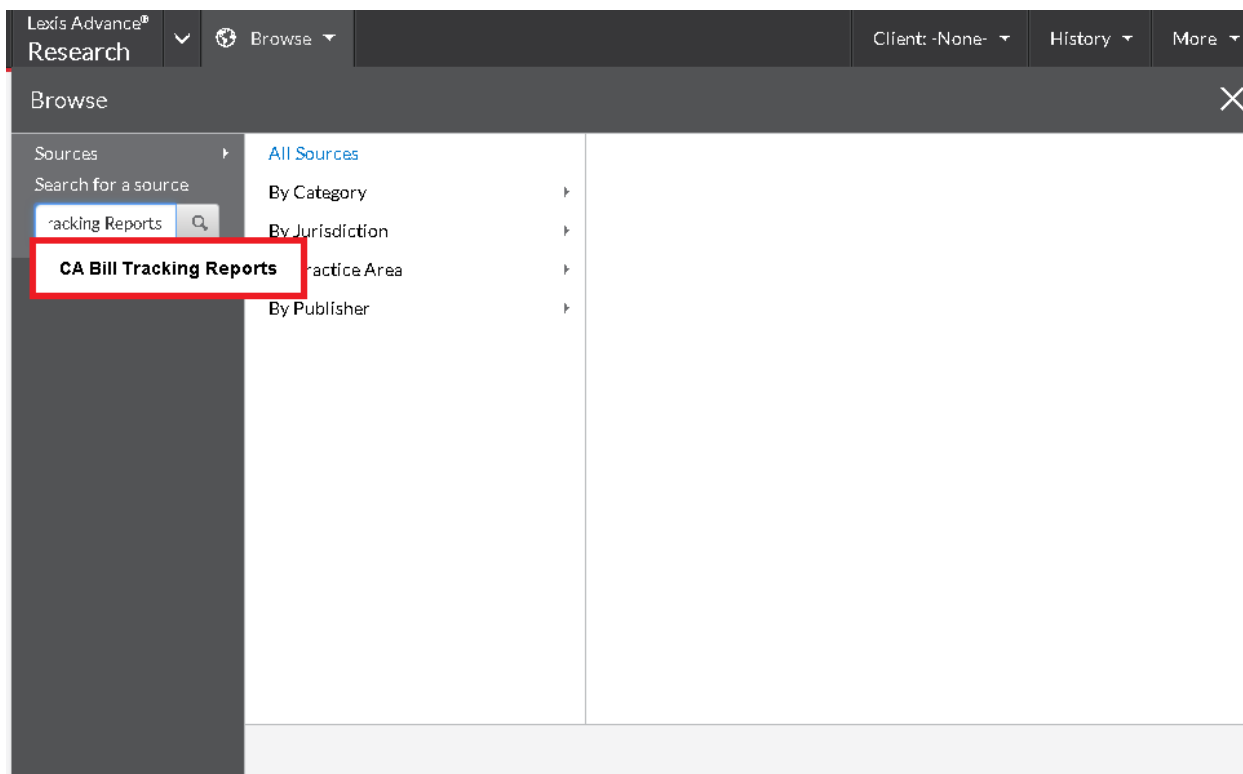 Lexis Advance®
Research
Browse
Client: -None-
History
More
Browse
Sources
Search for a source
racking Reports
CA Bill Tracking Reports
All Sources
By Category
By Jurisdiction
ractice Area
By Publisher